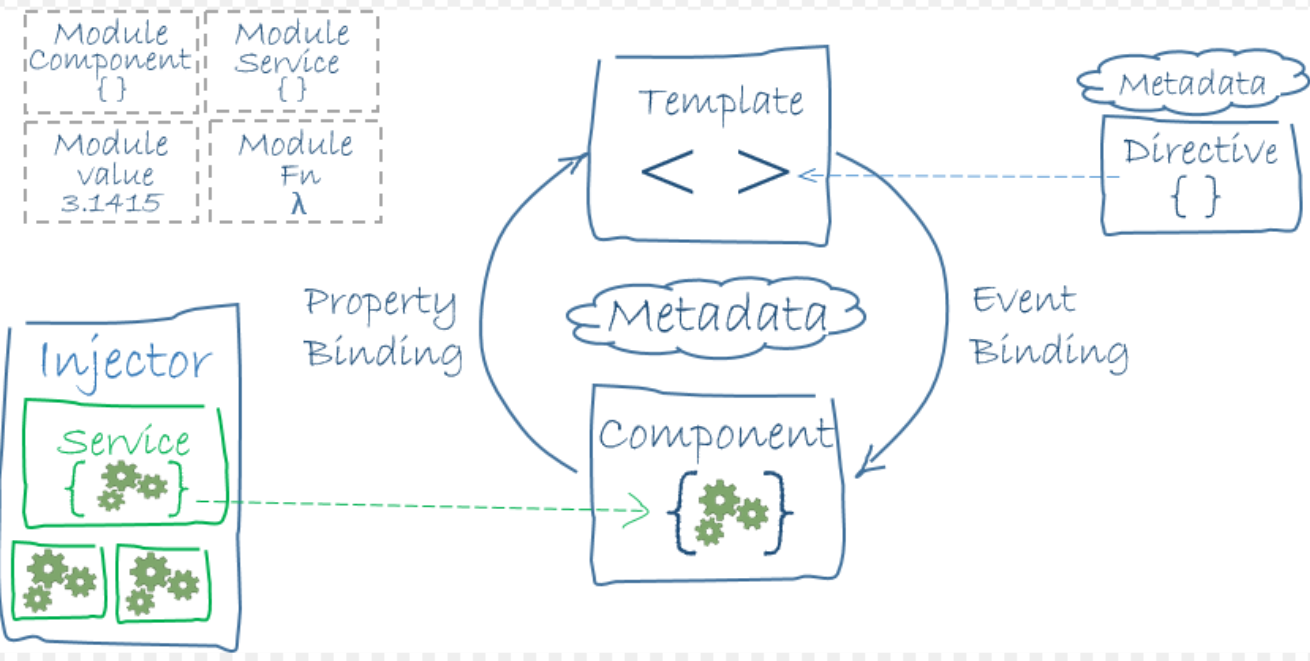 Module
Component
{ }
Module
Service
{ }
Module
value
3.1415
Module
Fn
λ
Template
< >
Metadata
Directive
{ }
Property
Binding
Metadata
Event
Binding
Injector
Service
{ }
Component
{ }